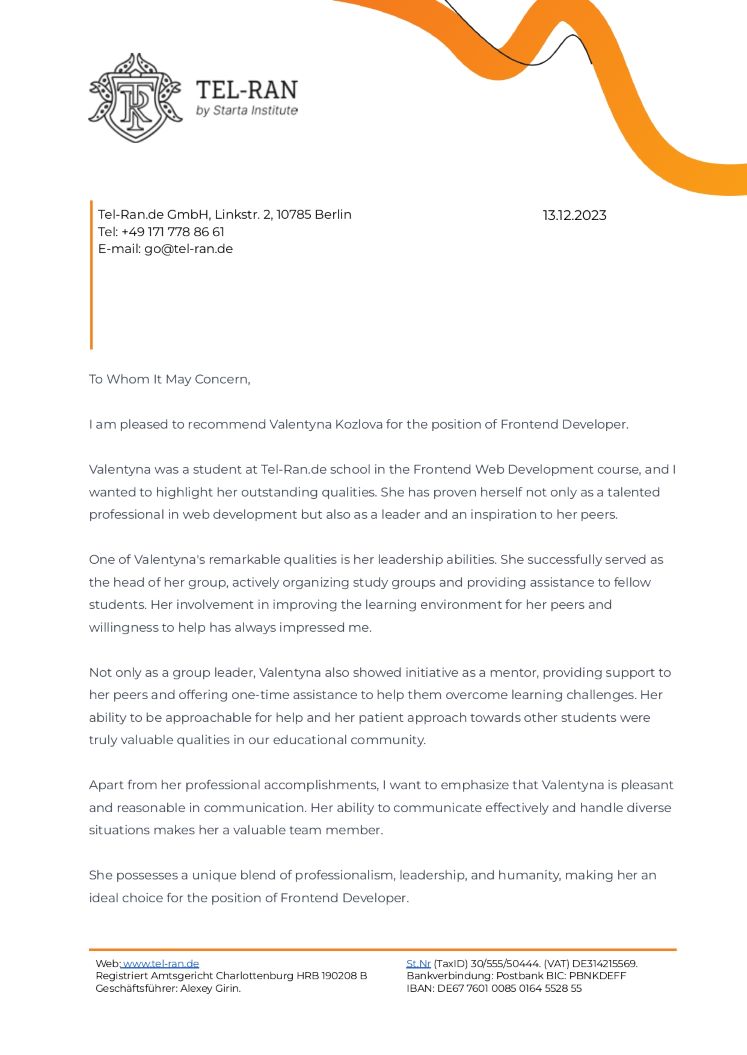 TEL-RAN
by Starta Institute
Tel-Ran.de GmbH, Linkstr. 2, 10785 Berlin
Tel: +49 171 778 86 61
E-mail: go@tel-ran.de
13.12.2023
To Whom It May Concern,
I am pleased to recommend Valentyna Kozlova for the position of Frontend Developer.
Valentyna was a student at Tel-Ran.de school in the Frontend Web Development course, and I
wanted to highlight her outstanding qualities. She has proven herself not only as a talented
professional in web development but also as a leader and an inspiration to her peers.
One of Valentyna's remarkable qualities is her leadership abilities. She successfully served as
the head of her group, actively organizing study groups and providing assistance to fellow
students. Her involvement in improving the learning environment for her peers and
willingness to help has always impressed me.
Not only as a group leader, Valentyna also showed initiative as a mentor, providing support to
her peers and offering one-time assistance to help them overcome learning challenges. Her
ability to be approachable for help and her patient approach towards other students were
truly valuable qualities in our educational community.
Apart from her professional accomplishments, I want to emphasize that Valentyna is pleasant
and reasonable in communication. Her ability to communicate effectively and handle diverse
situations makes her a valuable team member.
She possesses a unique blend of professionalism, leadership, and humanity, making her an
ideal choice for the position of Frontend Developer.
Web: www.tel-ran.de
Registriert Amtsgericht Charlottenburg HRB 190208 B
Geschäftsführer: Alexey Girin.
St.Nr (TaxID) 30/555/50444. (VAT) DE314215569.
Bankverbindung: Postbank BIC: PBNKDEFF
IBAN: DE67 7601 0085 0164 5528 55